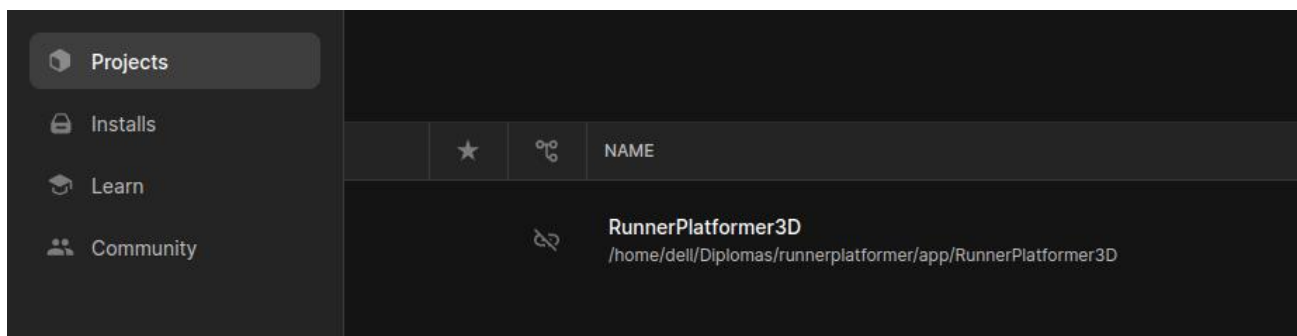 Projects
Installs
Learn
Community
NAME
RunnerPlatformer3D
/home/dell/Diplomas/runnerplatformer/app/RunnerPlatformer3D